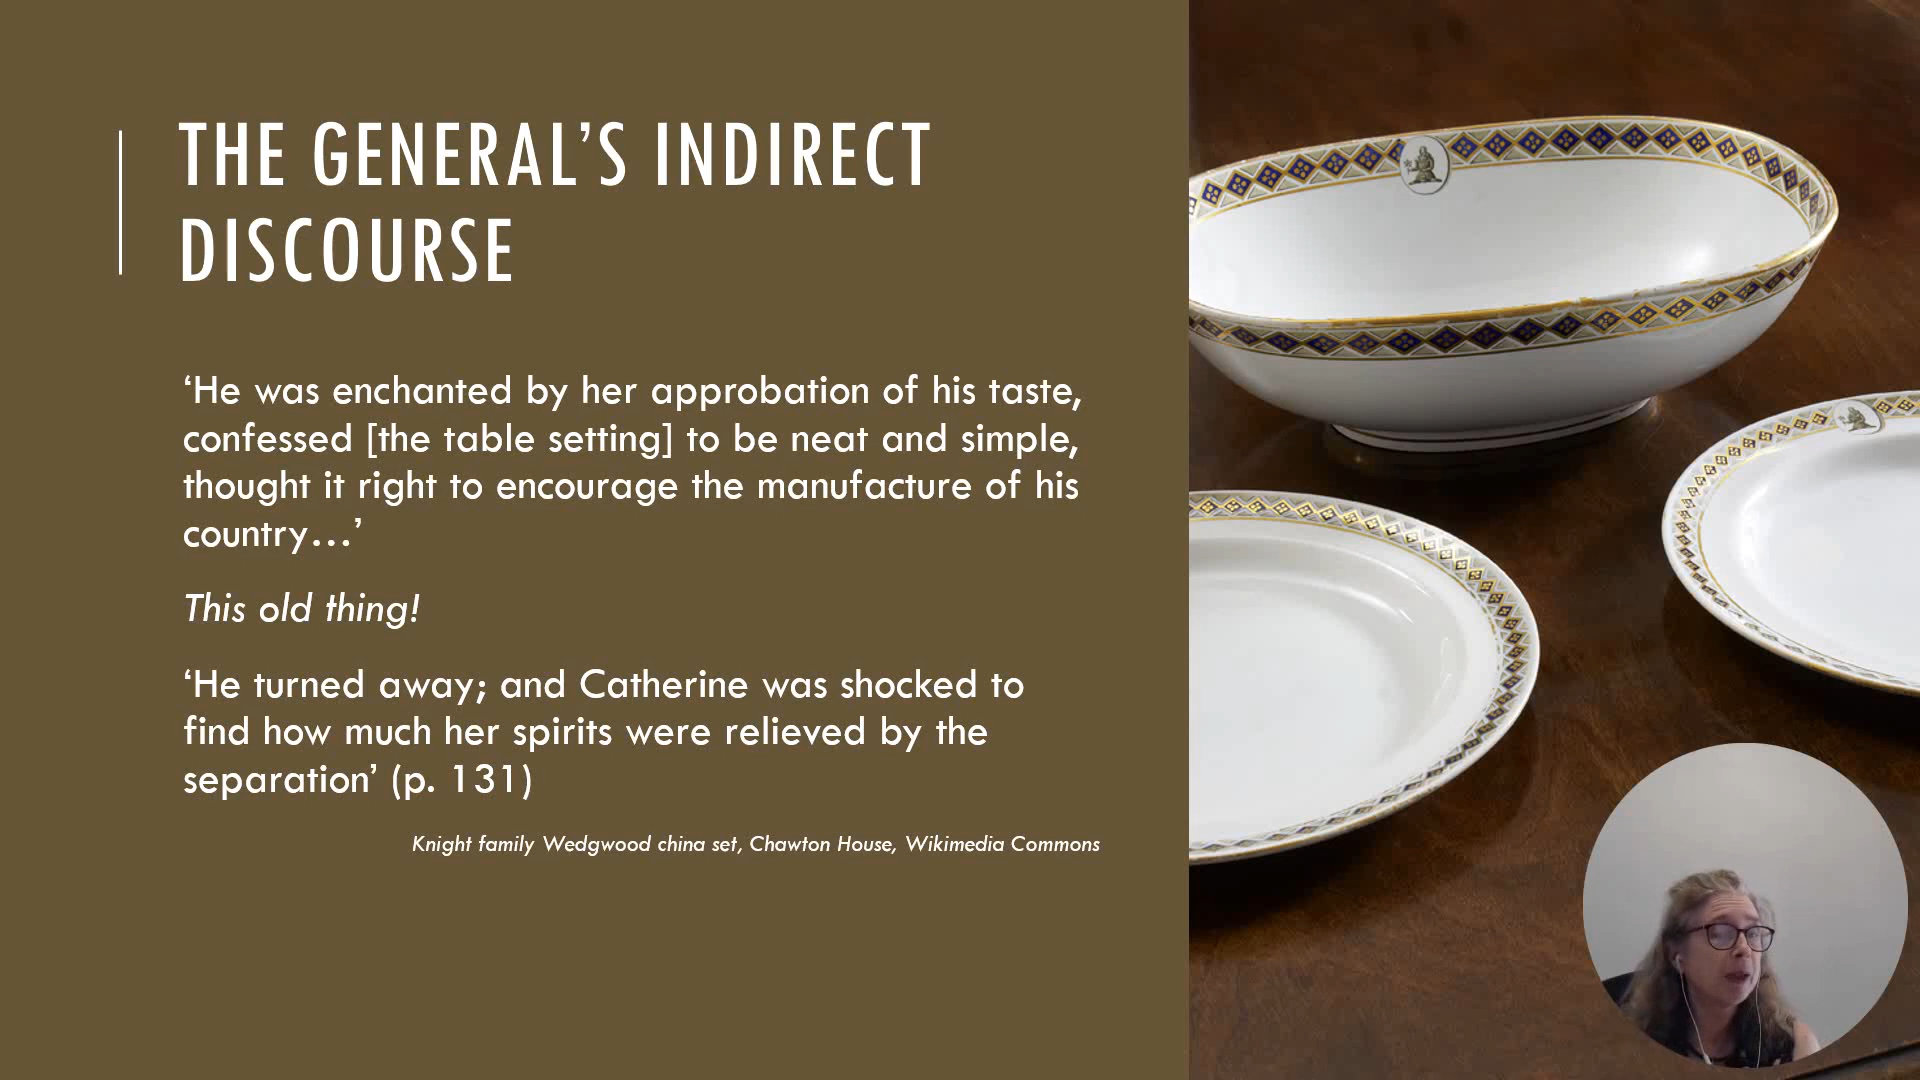 THE GENERAL’S INDIRECT
DISCOURSE
‘He was enchanted by her approbation of his taste,
confessed [the table setting] to be neat and simple,
thought it right to encourage the manufacture of his
country…’
This old thing!
‘He turned away; and Catherine was shocked to
find how much her spirits were relieved by the
separation’ (p. 131)
Knight family Wedgwood china set, Chawton House, Wikimedia Commons